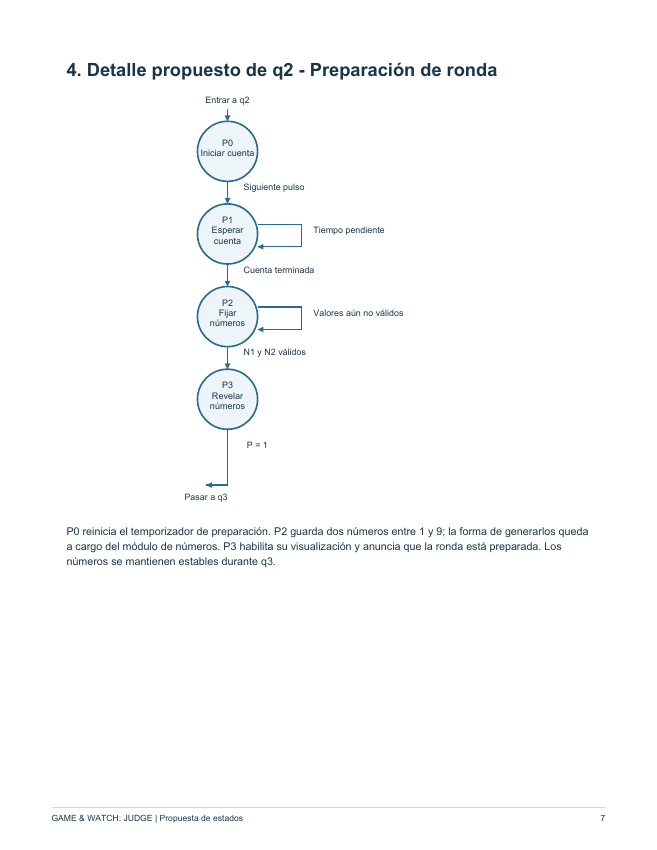 4. Detalle propuesto de q2 - Preparación de ronda
Entrar a q2
P0
Iniciar cuenta
Siguiente pulso
P1
Esperar
cuenta
Tiempo pendiente
Cuenta terminada
P2
Fijar
números
Valores aún no válidos
N1 y N2 válidos
P3
Revelar
números
P = 1
Pasar a q3
P0 reinicia el temporizador de preparación. P2 guarda dos números entre 1 y 9; la forma de generarlos queda
a cargo del módulo de números. P3 habilita su visualización y anuncia que la ronda está preparada. Los
números se mantienen estables durante q3.
GAME & WATCH: JUDGE | Propuesta de estados
7